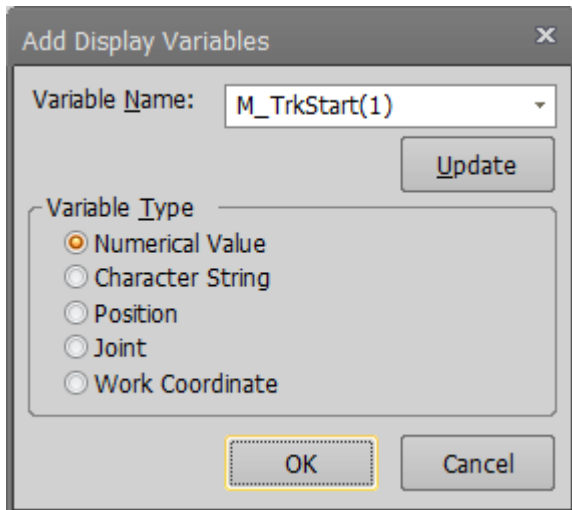 Add Display Variables
Variable Name: M_TrkStart(1)
Update
Variable Type
Numerical Value
Character String
Position
Joint
Work Coordinate
OK Cancel